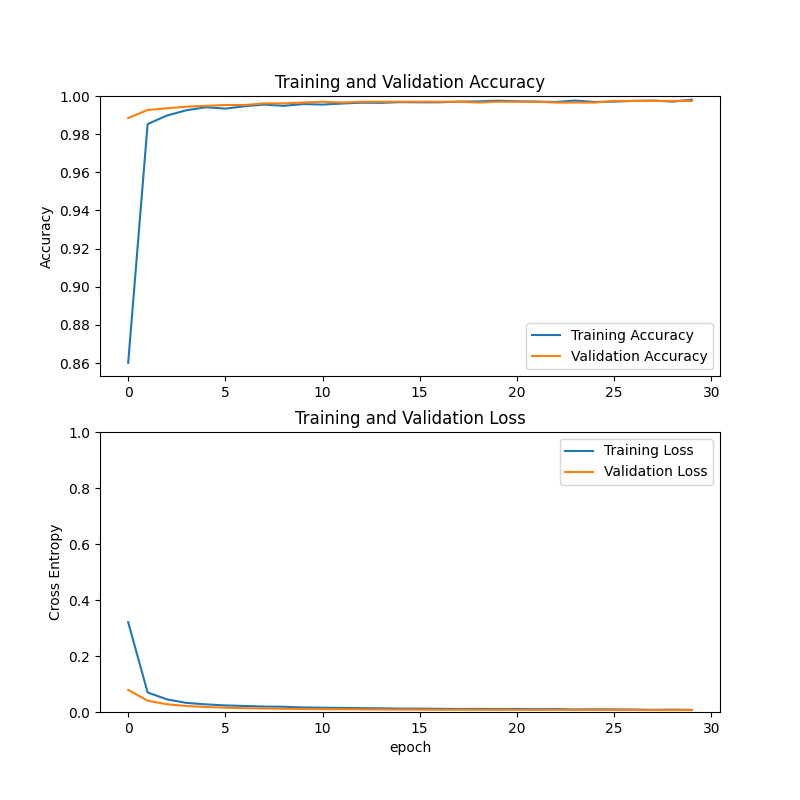 Training and Validation Accuracy
1.00
0.98
0.96
0.94
0.92
0.90
0.88
0.86
Accuracy
Training Accuracy
Validation Accuracy
0 5 10 15 20 25 30
Training and Validation Loss
1.0
0.8
0.6
0.4
0.2
0.0
Cross Entropy
Training Loss
Validation Loss
0 5 10 15 20 25 30
epoch